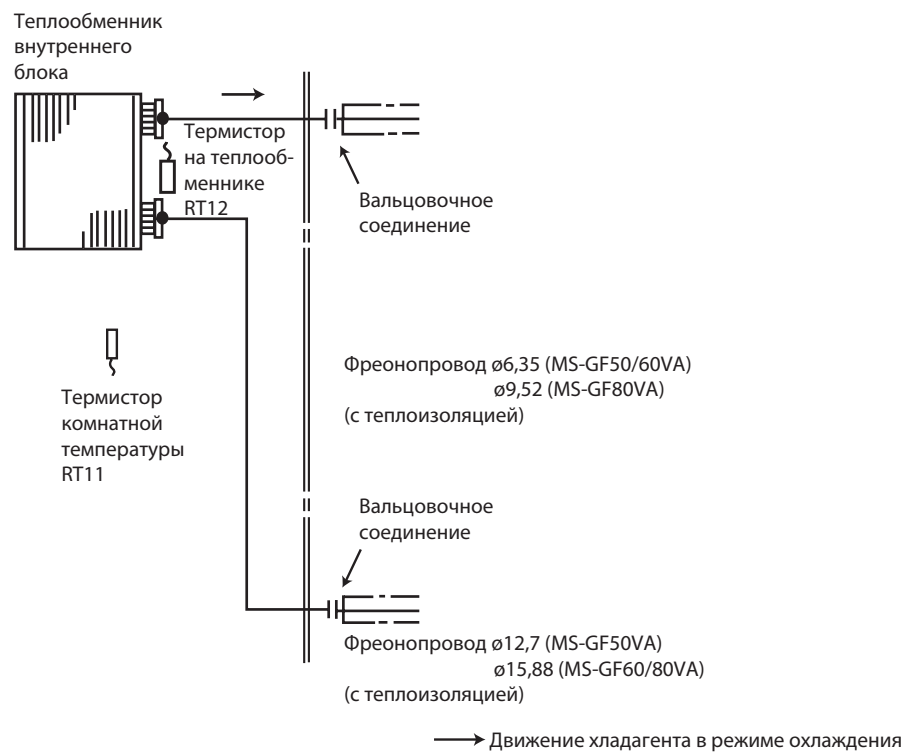 Теплообменник
внутреннего
блока
Термистор
на теплооб-
меннике
RT12
Вальцовочное
соединение
Фреонопровод ø6,35 (MS-GF50/60VA)
ø9,52 (MS-GF80VA)
(с теплоизоляцией)
Термистор
комнатной
температуры
RT11
Вальцовочное
соединение
Фреонопровод ø12,7 (MS-GF50VA)
ø15,88 (MS-GF60/80VA)
(с теплоизоляцией)
Движение хладагента в режиме охлаждения